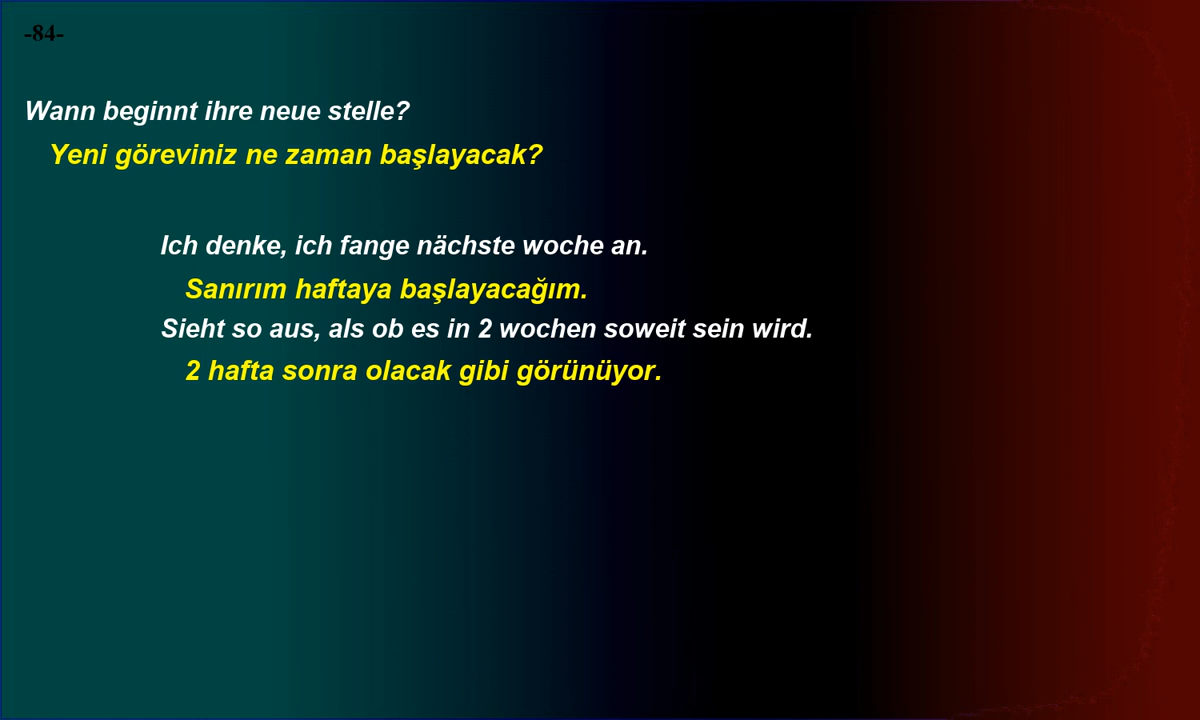 -84-
Wann beginnt ihre neue stelle?
Yeni göreviniz ne zaman başlayacak?
Ich denke, ich fange nächste woche an.
Sanırım haftaya başlayacağım.
Sieht so aus, als ob es in 2 wochen soweit sein wird.
2 hafta sonra olacak gibi görünüyor.